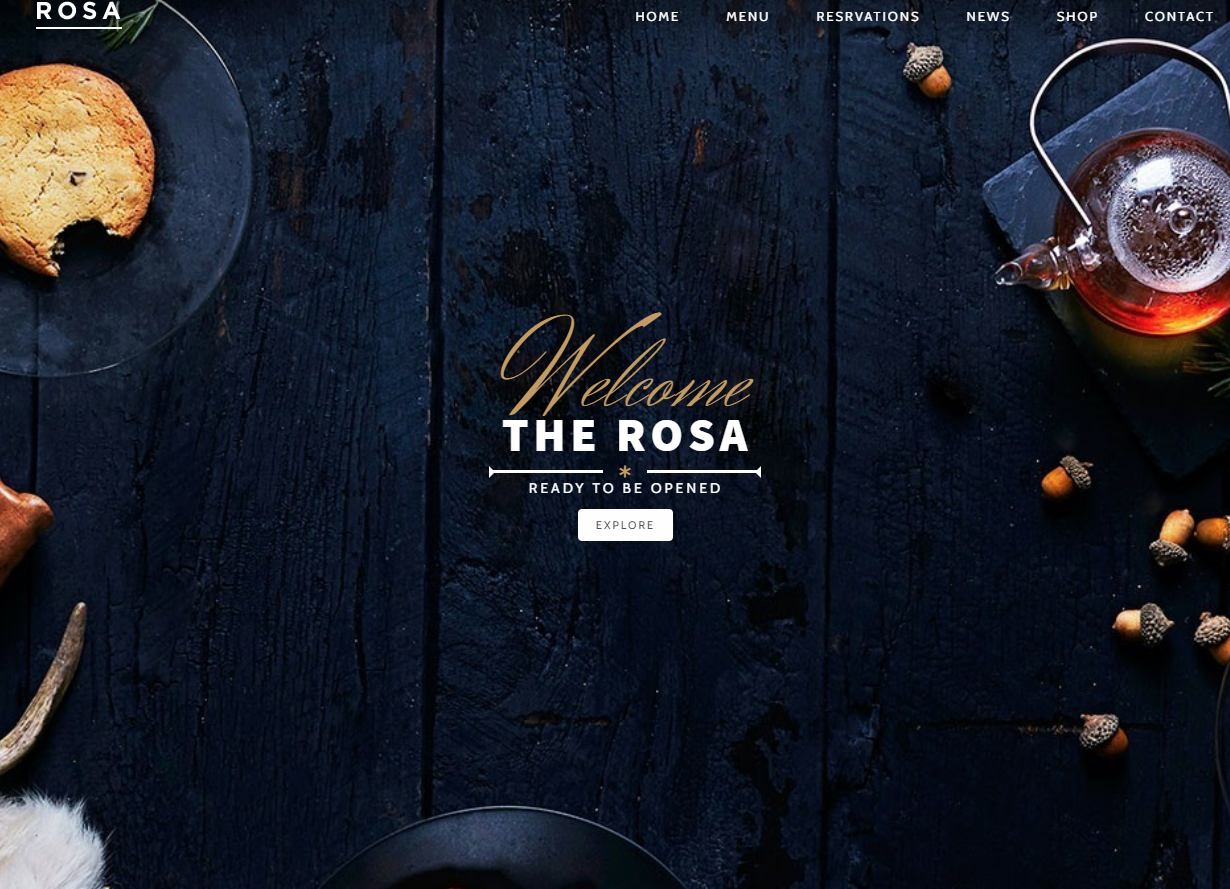 ROSA
HOME MENU RESRVATIONS NEWS SHOP CONTACT
Welcome
THE ROSA
READY TO BE OPENED
EXPLORE